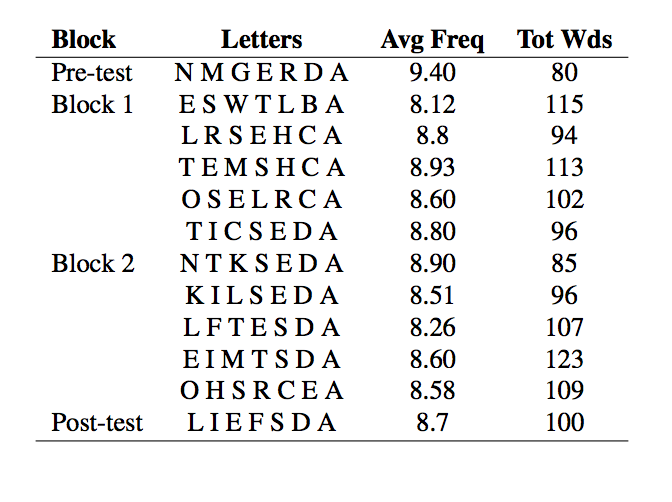 Block Letters Avg Freq Tot Wds
Pre-test N M G E R D A 9.40 80
Block 1 E S W T L B A 8.12 115
L R S E H C A 8.8 94
T E M S H C A 8.93 113
O S E L R C A 8.60 102
T I C S E D A 8.80 96
Block 2 N T K S E D A 8.90 85
K I L S E D A 8.51 96
L F T E S D A 8.26 107
E I M T S D A 8.60 123
O H S R C E A 8.58 109
Post-test L I E F S D A 8.7 100